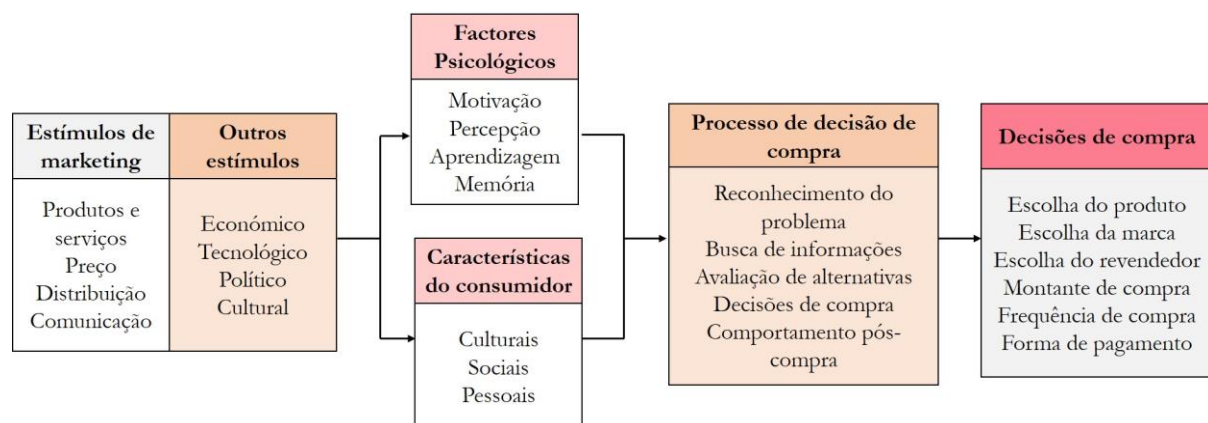 Estímulos de
marketing
Produtos e
serviços
Preço
Distribuição
Comunicação
Outros
estímulos
Económico
Tecnológico
Político
Cultural
Factores
Psicológicos
Motivação
Percepção
Aprendizagem
Memória
Características
do consumidor
Culturais
Sociais
Pessoais
Processo de decisão de
compra
Reconhecimento do
problema
Busca de informações
Avaliação de alternativas
Decisões de compra
Comportamento pós-
compra
Decisões de compra
Escolha do produto
Escolha da marca
Escolha do revendedor
Montante de compra
Frequência de compra
Forma de pagamento